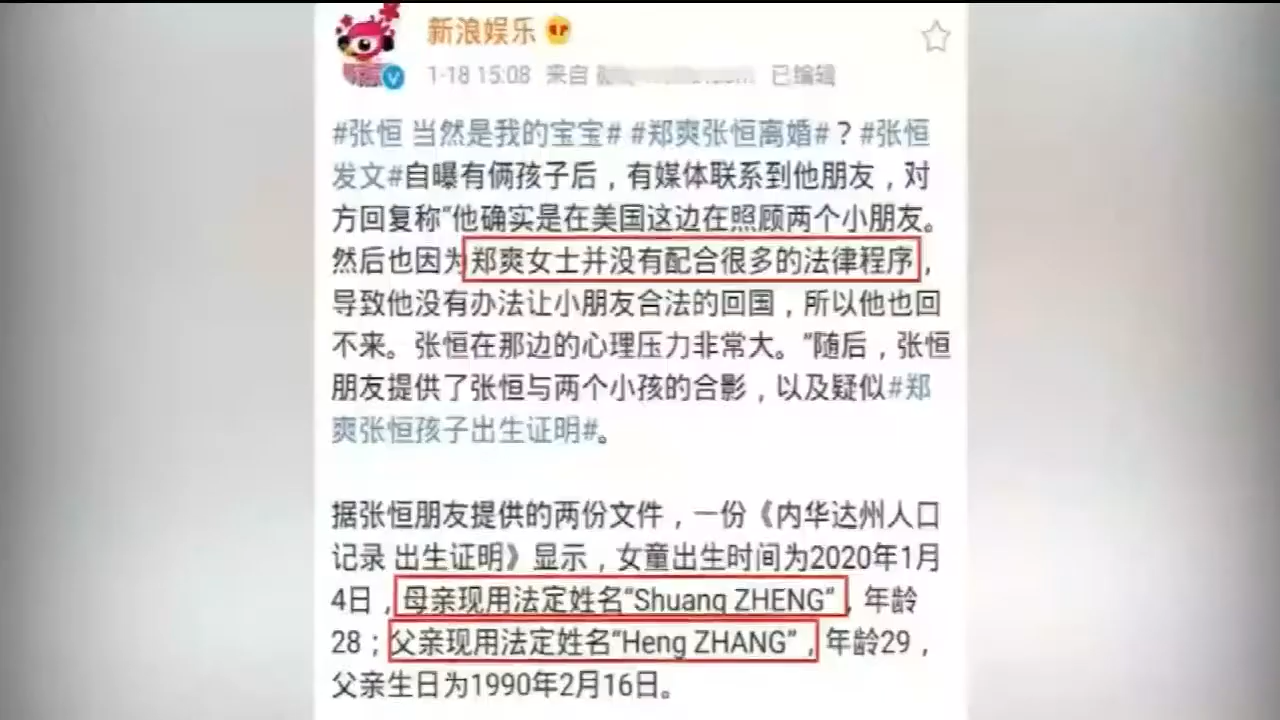 新浪娱乐
1-18 15:08 来自 已编辑
#张恒 当然是我的宝宝# #郑爽张恒离婚#？#张恒
发文#自曝有俩孩子后，有媒体联系到他朋友，对
方回复称“他确实是在美国这边在照顾两个小朋友。
然后也因为郑爽女士并没有配合很多的法律程序，
导致他没有办法让小朋友合法的回国，所以他也回
不来。张恒在那边的心理压力非常大。”随后，张恒
朋友提供了张恒与两个小孩的合影，以及疑似#郑
爽张恒孩子出生证明#。
据张恒朋友提供的两份文件，一份《内华达州人口
记录 出生证明》显示，女童出生时间为2020年1月
4日，母亲现用法定姓名“Shuang ZHENG”，年龄
28；父亲现用法定姓名“Heng ZHANG”，年龄29，
父亲生日为1990年2月16日。